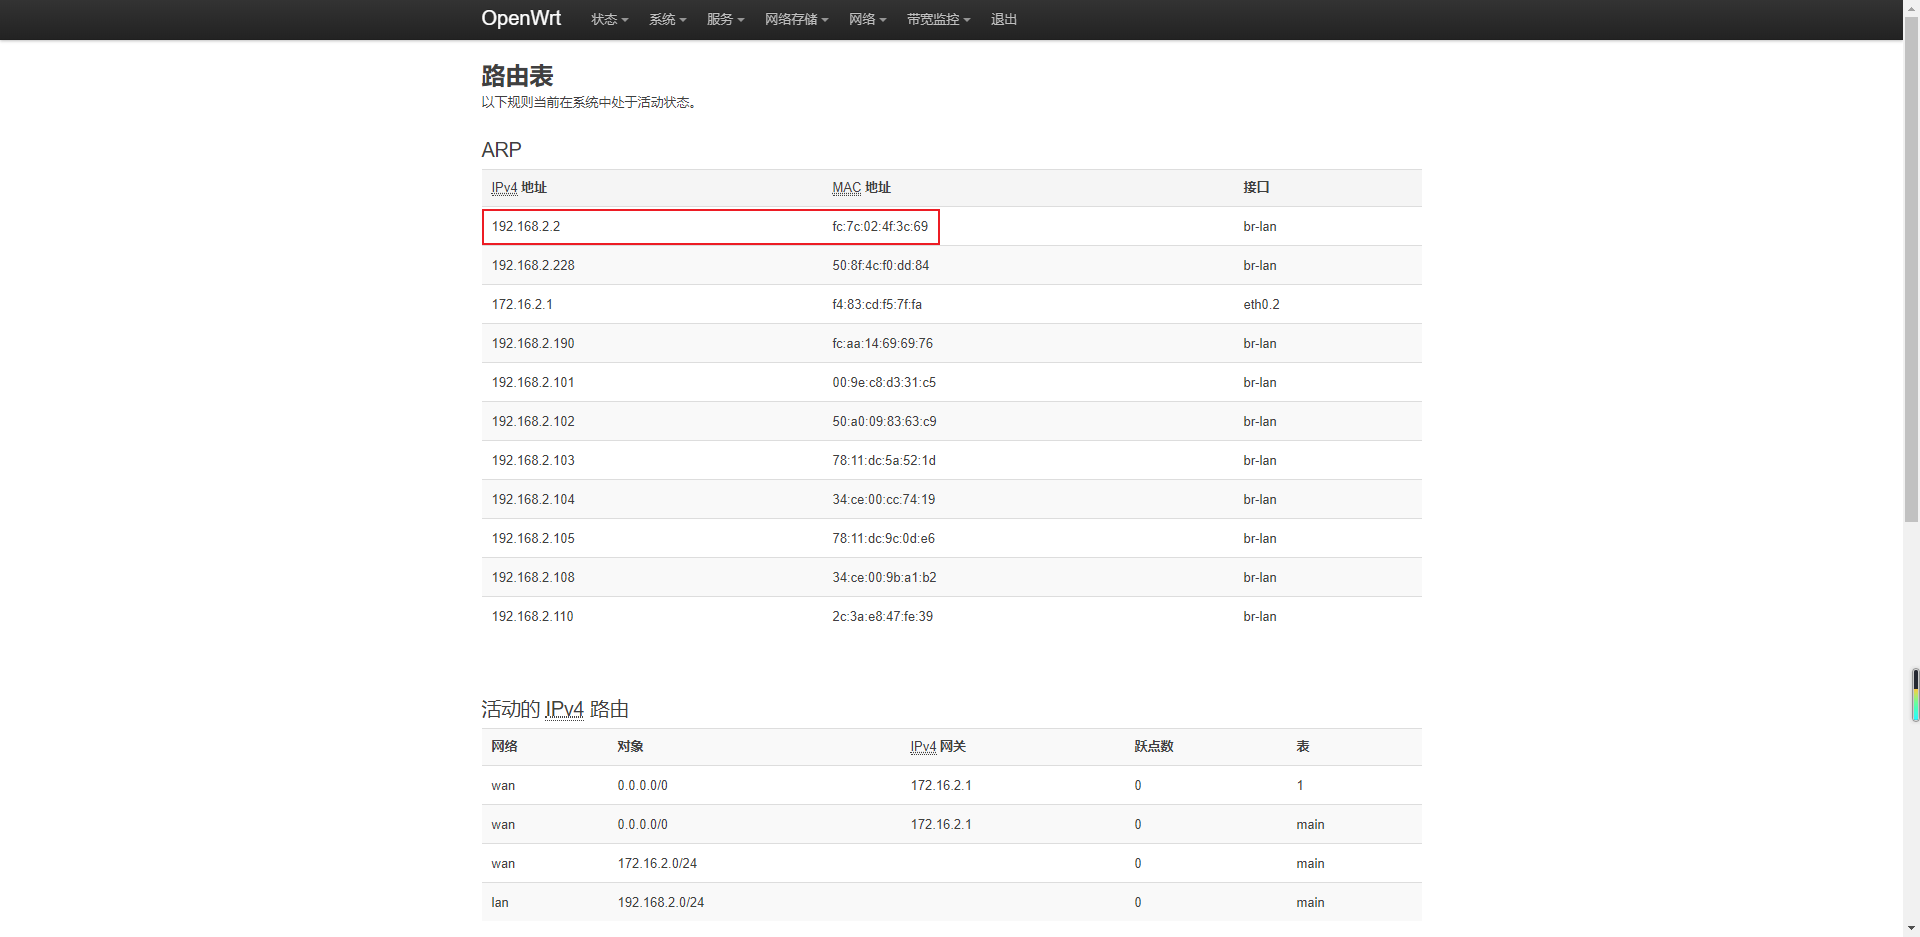 OpenWrt 状态 系统 服务 网络存储 网络 带宽监控 退出
路由表
以下规则当前在系统中处于活动状态。
ARP
IPv4 地址 MAC 地址 接口
192.168.2.2 fc:7c:02:4f:3c:69 br-lan
192.168.2.228 50:8f:4c:f0:dd:84 br-lan
172.16.2.1 f4:83:cd:f5:7f:fa eth0.2
192.168.2.190 fc:aa:14:69:69:76 br-lan
192.168.2.101 00:9e:c8:d3:31:c5 br-lan
192.168.2.102 50:a0:09:83:63:c9 br-lan
192.168.2.103 78:11:dc:5a:52:1d br-lan
192.168.2.104 34:ce:00:cc:74:19 br-lan
192.168.2.105 78:11:dc:9c:0d:e6 br-lan
192.168.2.108 34:ce:00:9b:a1:b2 br-lan
192.168.2.110 2c:3a:e8:47:fe:39 br-lan
活动的 IPv4 路由
网络 对象 IPv4 网关 跃点数 表
wan 0.0.0.0/0 172.16.2.1 0 1
wan 0.0.0.0/0 172.16.2.1 0 main
wan 172.16.2.0/24 0 main
lan 192.168.2.0/24 0 main